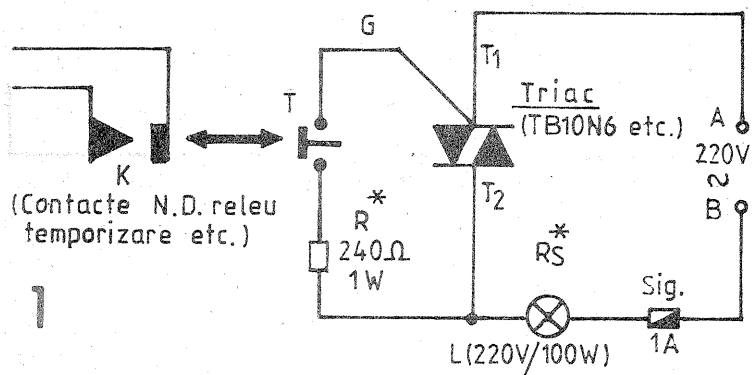 G
T1
T
Triac
(TB10N6 etc.)
A
220V
~
B
K
(Contacte N.D. releu
temporizare etc.)
T2
R*
240Ω
1W
RS*
Sig.
1A
L(220V/100W)
1